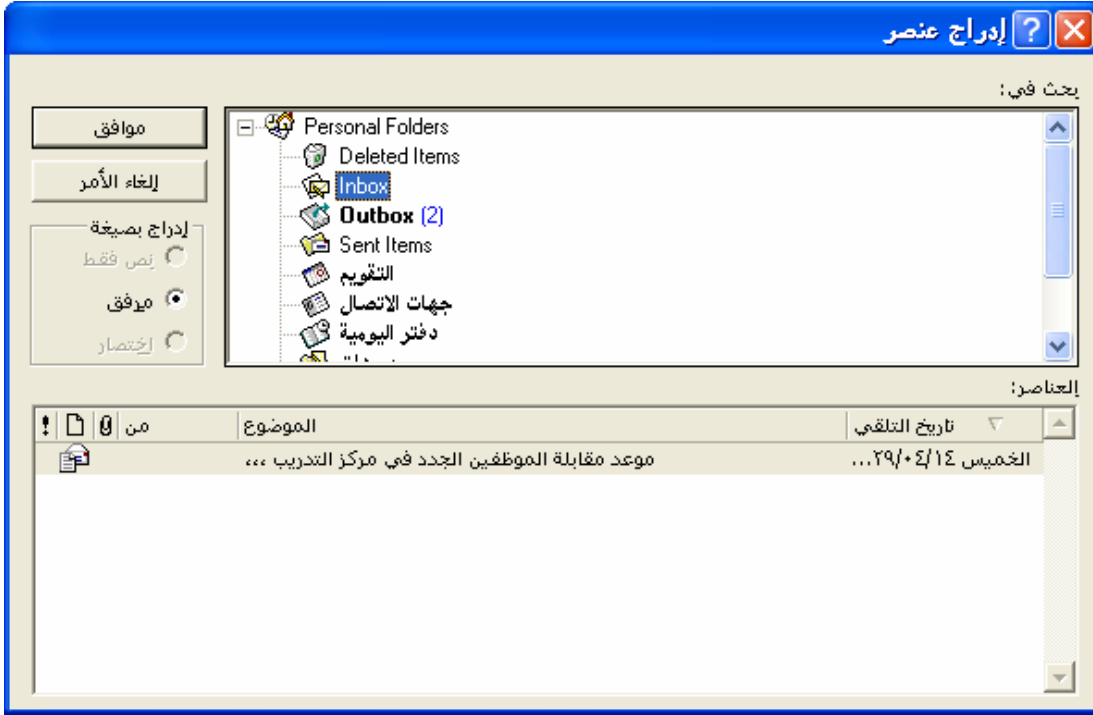 إدراج عنصر
بحث في:
Personal Folders
Deleted Items
Inbox
Outbox (2)
Sent Items
التقويم
جهات الاتصال
دفتر اليومية
موافق
إلغاء الأمر
إدراج بصيغة
نص فقط
مرفق
اختصار
العناصر:
تاريخ التلقي الموضوع من
الخميس ٢٩/٠٤/١٤... موعد مقابلة الموظفين الجدد في مركز التدريب ،،،